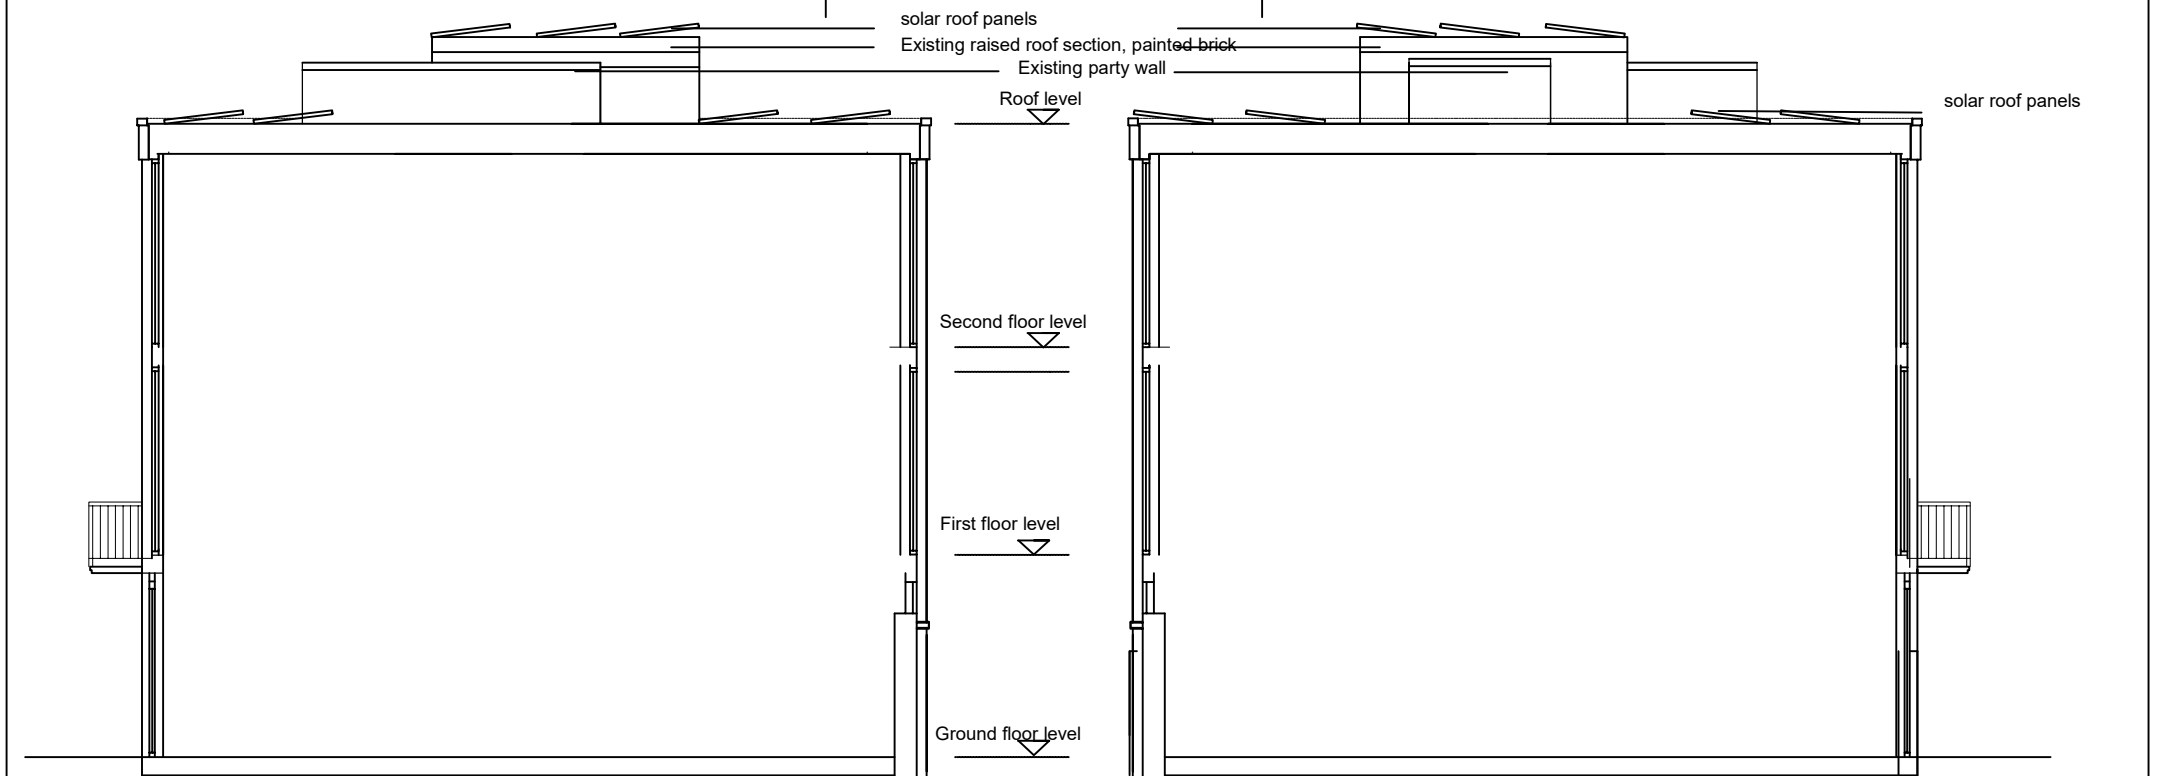 solar roof panels
Existing raised roof section, painted brick
Existing party wall
Roof level
solar roof panels
Second floor level
First floor level
Ground floor level